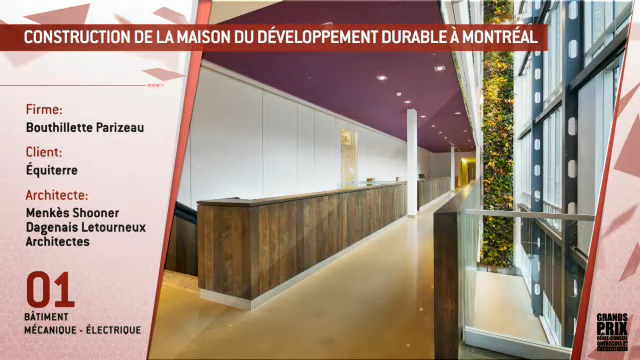 CONSTRUCTION DE LA MAISON DU DÉVELOPPEMENT DURABLE À MONTRÉAL
Firme:
Bouthillette Parizeau
Client:
Équiterre
Architecte:
Menkès Shooner
Dagenais Letourneux
Architectes
01
BÂTIMENT
MÉCANIQUE - ÉLECTRIQUE
GRANDS
PRIX